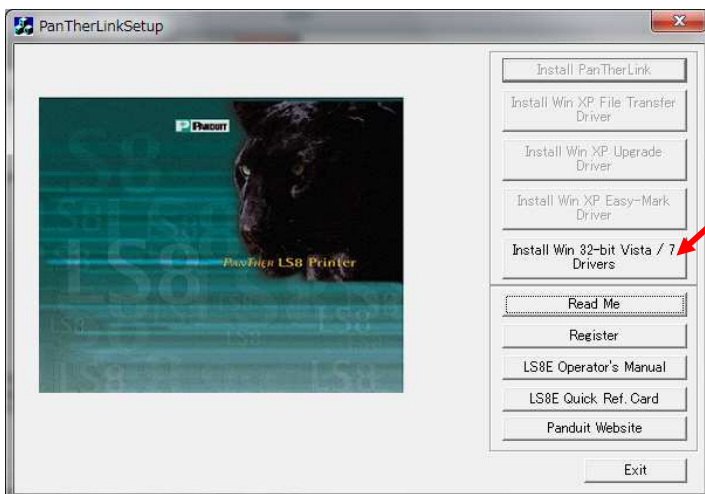 PanTherLinkSetup
Install PanTherLink
Install Win XP File Transfer
Driver
Install Win XP Upgrade
Driver
Install Win XP Easy-Mark
Driver
Install Win 32-bit Vista / 7
Drivers
Read Me
Register
LS8E Operator's Manual
LS8E Quick Ref. Card
Panduit Website
Exit
P PANDUIT
PANTHER LS8 Printer
LS8
LS8